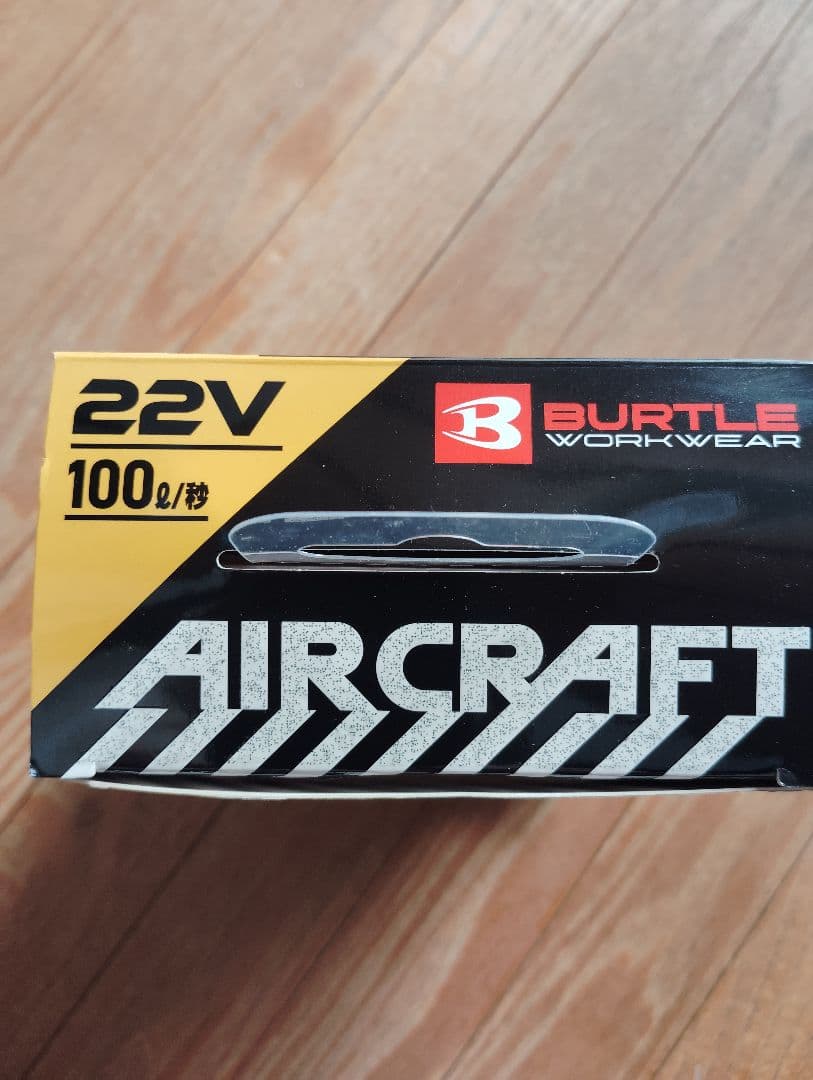 22V
100ℓ/秒
B BURTLE
WORKWEAR
AIRCRAFT